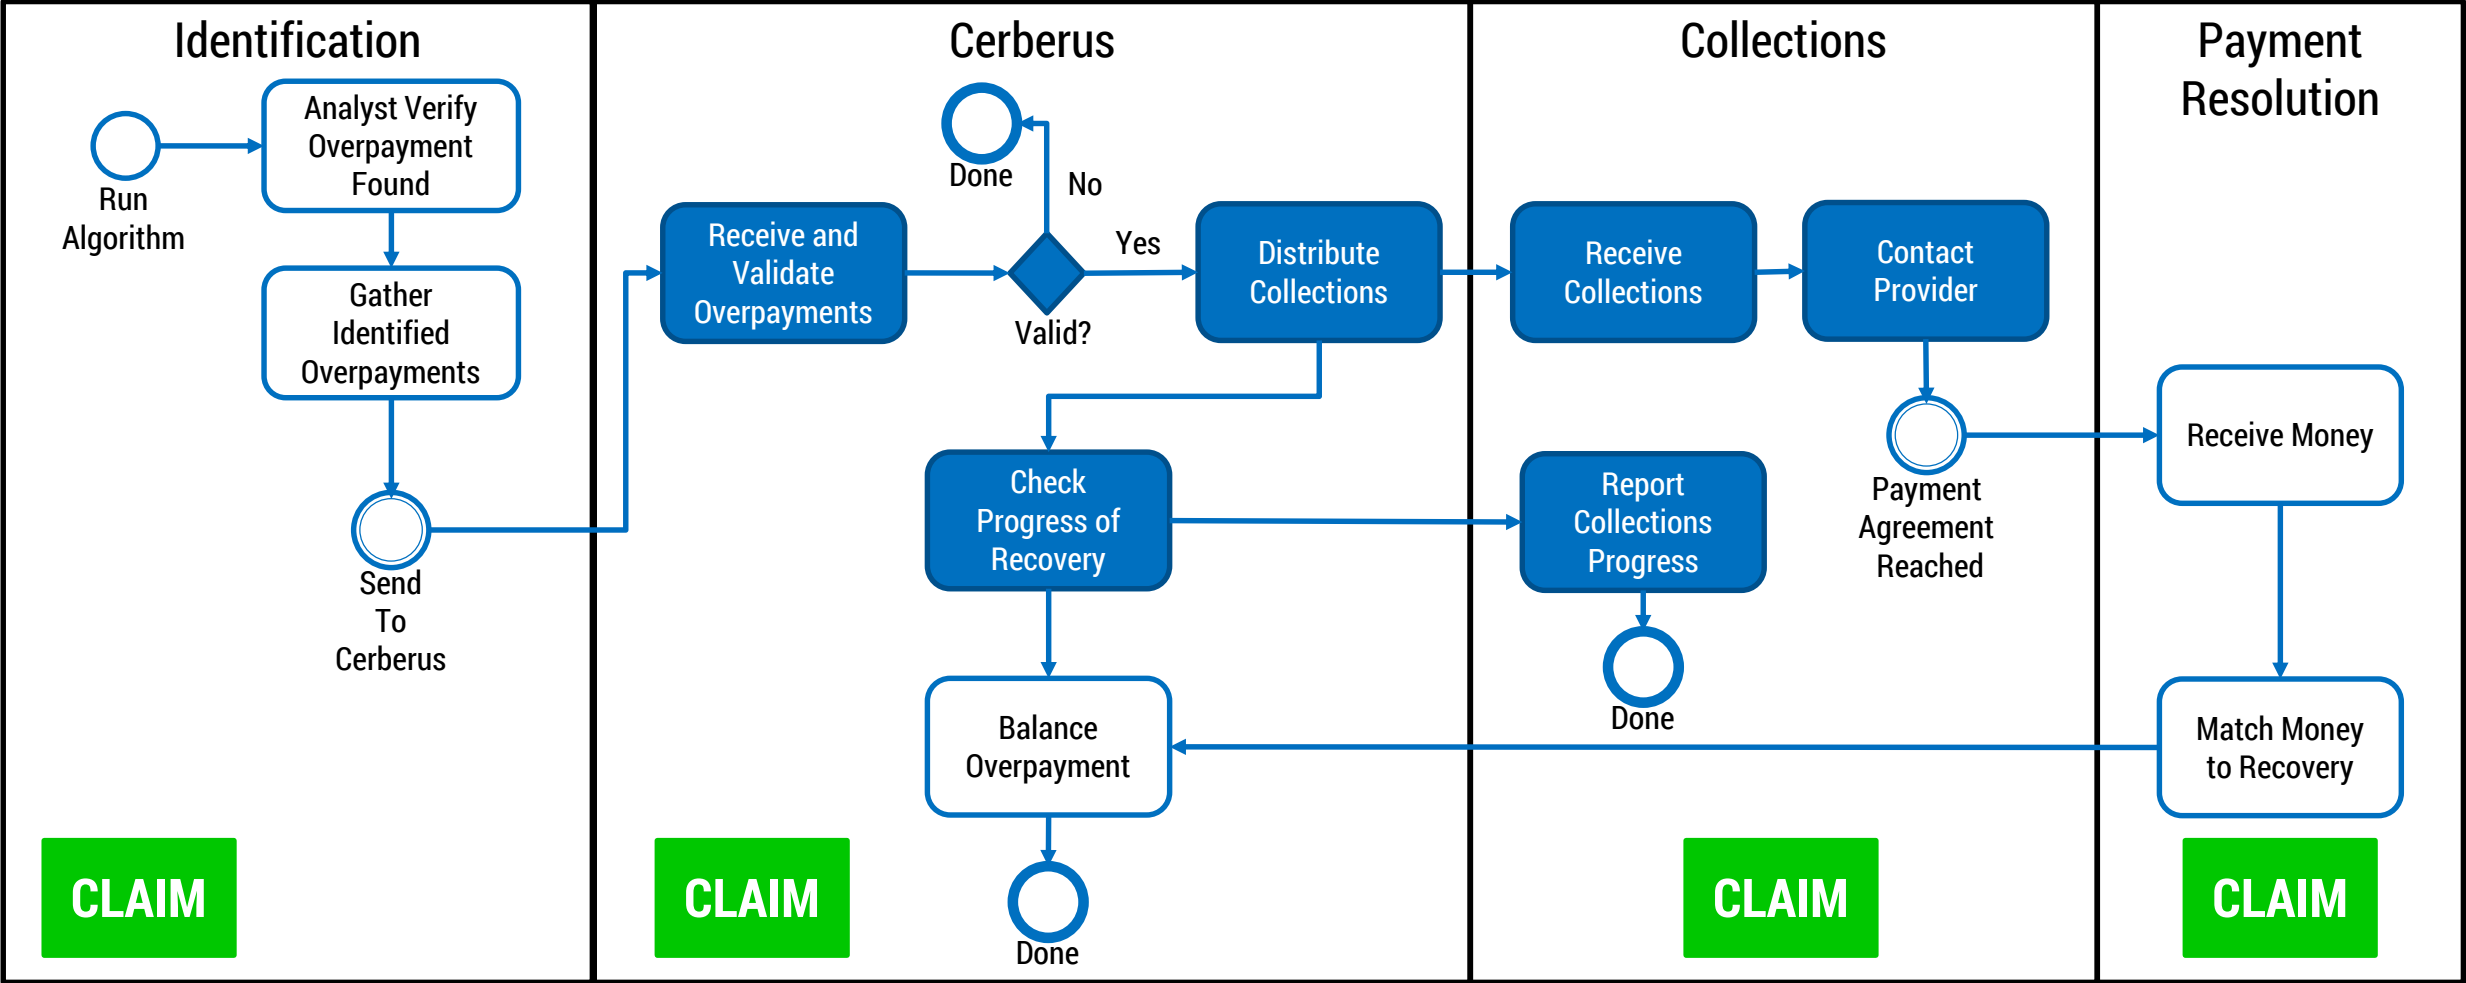 Identification
Run
Algorithm
Analyst Verify
Overpayment
Found
Gather
Identified
Overpayments
Send
To
Cerberus
CLAIM
Cerberus
Receive and
Validate
Overpayments
Done
No
Valid?
Yes
Distribute
Collections
Check
Progress of
Recovery
Balance
Overpayment
Done
CLAIM
Collections
Receive
Collections
Contact
Provider
Payment
Agreement
Reached
Report
Collections
Progress
Done
CLAIM
Payment
Resolution
Receive Money
Match Money
to Recovery
CLAIM